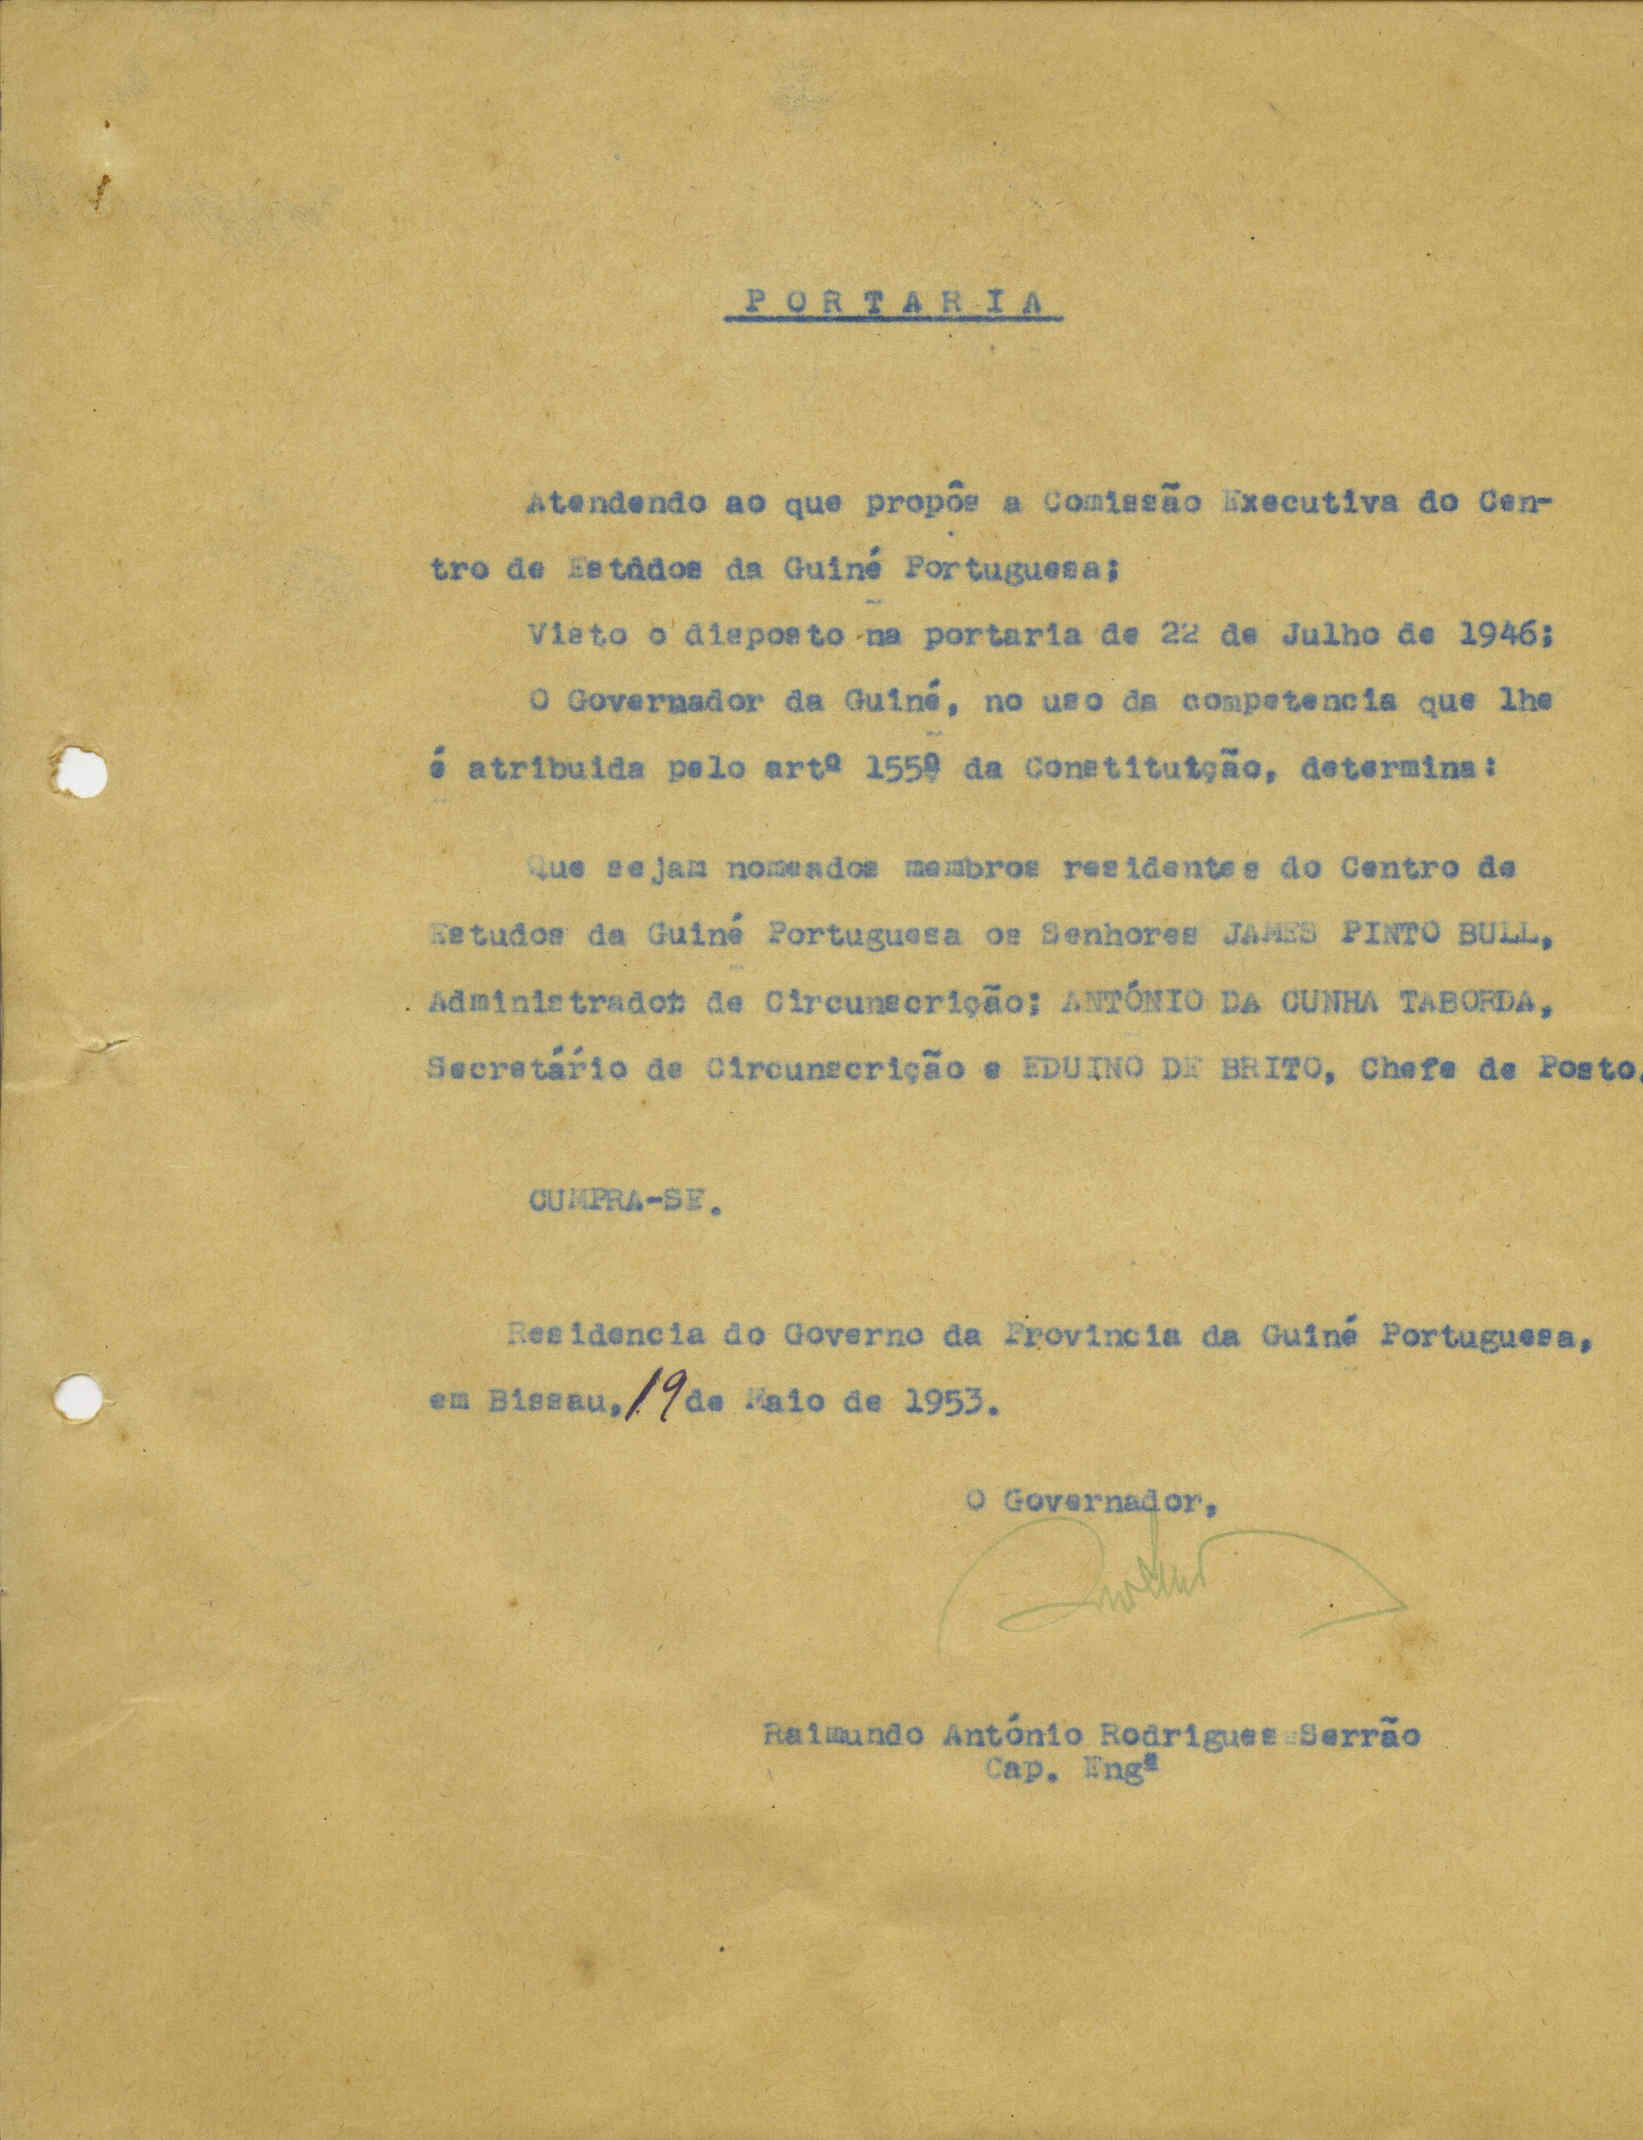 PORTARIA
Atendendo ao que propôs a Comissão Executiva do Cen-
tro de Estudos da Guiné Portuguesa;
Visto o disposto na portaria de 22 de Julho de 1946;
O Governador da Guiné, no uso da competencia que lhe
é atribuida pelo artº 155º da Constituição, determina:
Que sejam nomeados membros residentes do Centro de
Estudos da Guiné Portuguesa os Senhores JAMES PINTO BULL,
Administrador de Circunscrição; ANTÓNIO DA CUNHA TABORDA,
Secretário de Circunscrição e EDUINO DE BRITO, Chefe de Posto.
CUMPRA-SE.
Residencia do Governo da Provincia da Guiné Portuguesa,
em Bissau, 19 de Maio de 1953.
O Governador,
Raimundo António Rodrigues Serrão
Cap. Engª